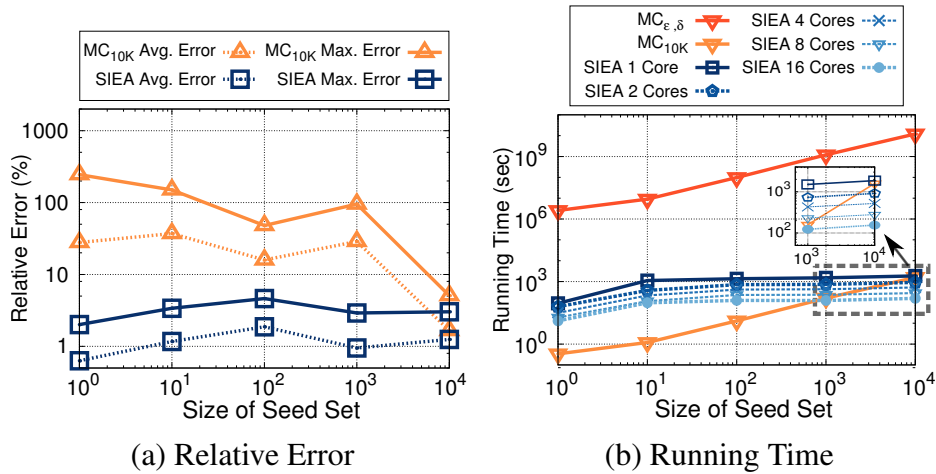 MC10K Avg. Error MC10K Max. Error
SIEA Avg. Error SIEA Max. Error
Relative Error (%)
1000
100
10
1
10^0 10^1 10^2 10^3 10^4
Size of Seed Set
(a) Relative Error
MCε,δ SIEA 4 Cores
MC10K SIEA 8 Cores
SIEA 1 Core SIEA 16 Cores
SIEA 2 Cores
Running Time (sec)
10^9
10^6
10^3
10^0
10^3
10^2
10^3 10^4
10^0 10^1 10^2 10^3 10^4
Size of Seed Set
(b) Running Time